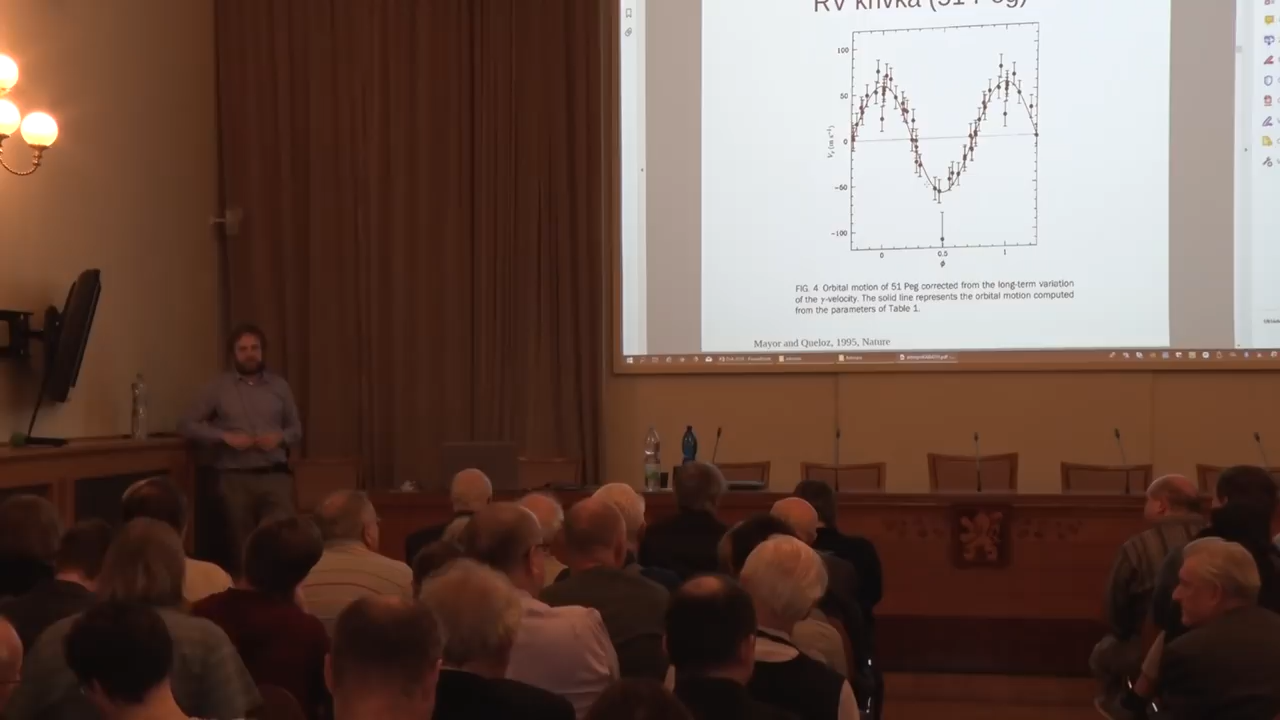 RV křivka (51 Peg)
100
50
0
−50
−100
0
0.5
1
ϕ
FIG. 4 Orbital motion of 51 Peg corrected from the long-term variation
of the γ-velocity. The solid line represents the orbital motion computed
from the parameters of Table 1.
Mayor and Queloz, 1995, Nature